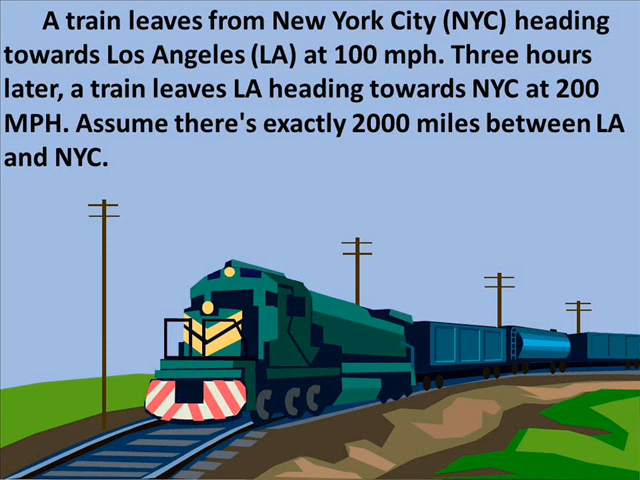 A train leaves from New York City (NYC) heading
towards Los Angeles (LA) at 100 mph. Three hours
later, a train leaves LA heading towards NYC at 200
MPH. Assume there's exactly 2000 miles between LA
and NYC.